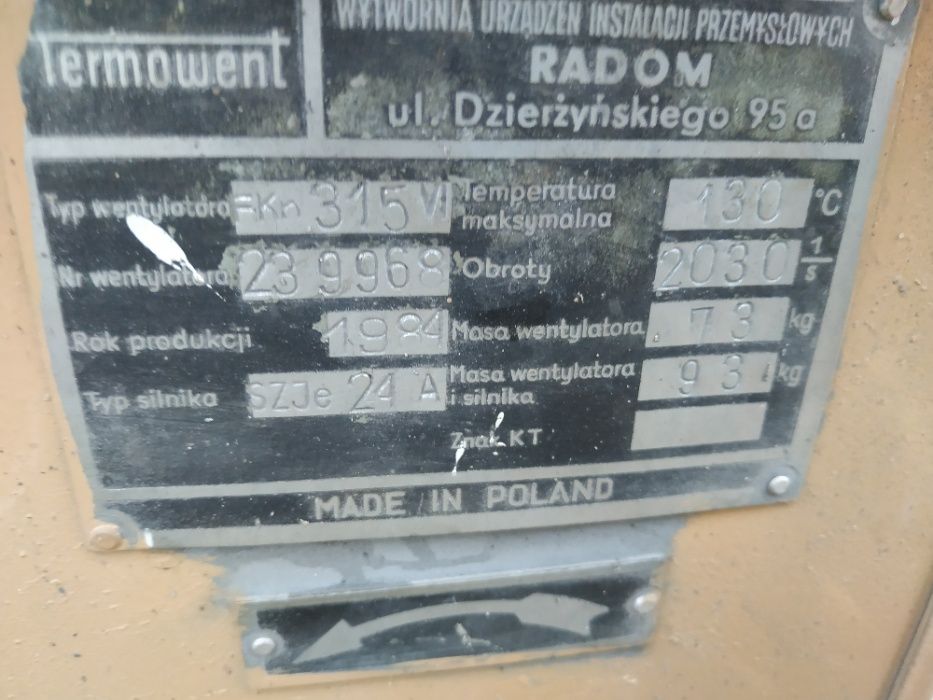 Termowent
WYTWÓRNIA URZĄDZEŃ INSTALACJI PRZEMYSŁOWYCH
RADOM
ul. Dzierżyńskiego 95 a
Typ wentylatora FKn 315 VI
Nr wentylatora 239968
Rok produkcji 1984
Typ silnika SZJe 24 A
Temperatura maksymalna 130 °C
Obroty 2030 1/s
Masa wentylatora 73 kg
Masa wentylatora i silnika 93 kg
Znak KT
MADE IN POLAND